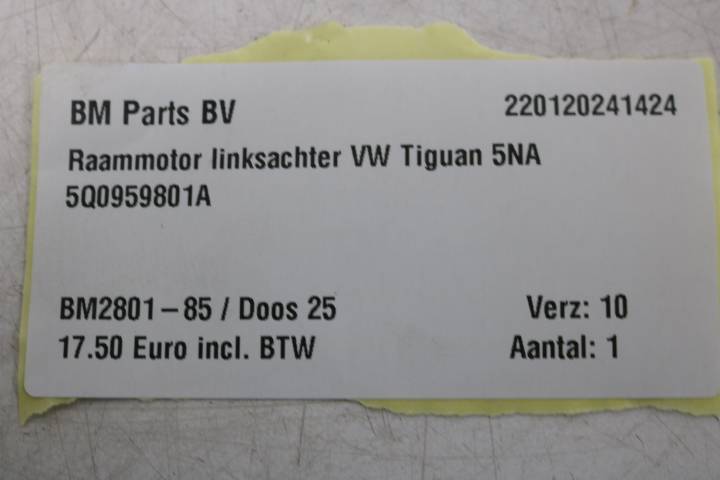 BM Parts BV 220120241424
Raammotor linksachter VW Tiguan 5NA
5Q0959801A
BM2801-85 / Doos 25 Verz: 10
17.50 Euro incl. BTW Aantal: 1